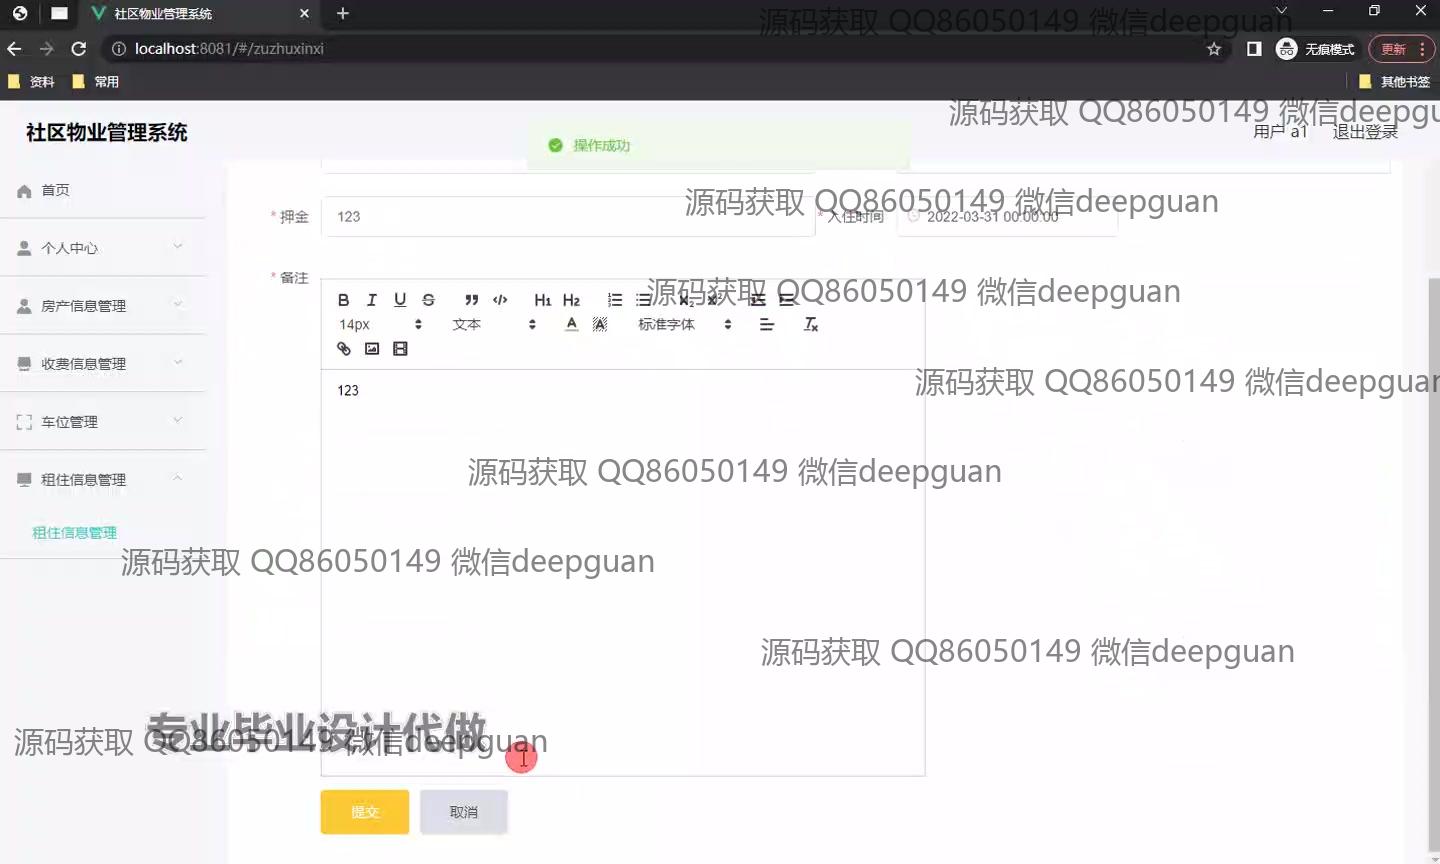 社区物业管理系统
源码获取 QQ86050149 微信deepguan
localhost:8081/#/zuzhuxinxi
无痕模式
更新
资料
常用
其他书签
社区物业管理系统
操作成功
源码获取 QQ86050149 微信deepgu
用户 a1
退出登录
首页
源码获取 QQ86050149 微信deepguan
* 押金
123
* 入住时间
2022-03-31 00:00:00
个人中心
* 备注
源码获取 QQ86050149 微信deepguan
B I U S H1 H2 X2 X2
房产信息管理
14px
文本
A A
标准字体
Tx
收费信息管理
123
源码获取 QQ86050149 微信deepguan
车位管理
租住信息管理
源码获取 QQ86050149 微信deepguan
租住信息管理
源码获取 QQ86050149 微信deepguan
源码获取 QQ86050149 微信deepguan
专业毕业设计代做
源码获取 QQ86050149 微信deepguan
提交
取消